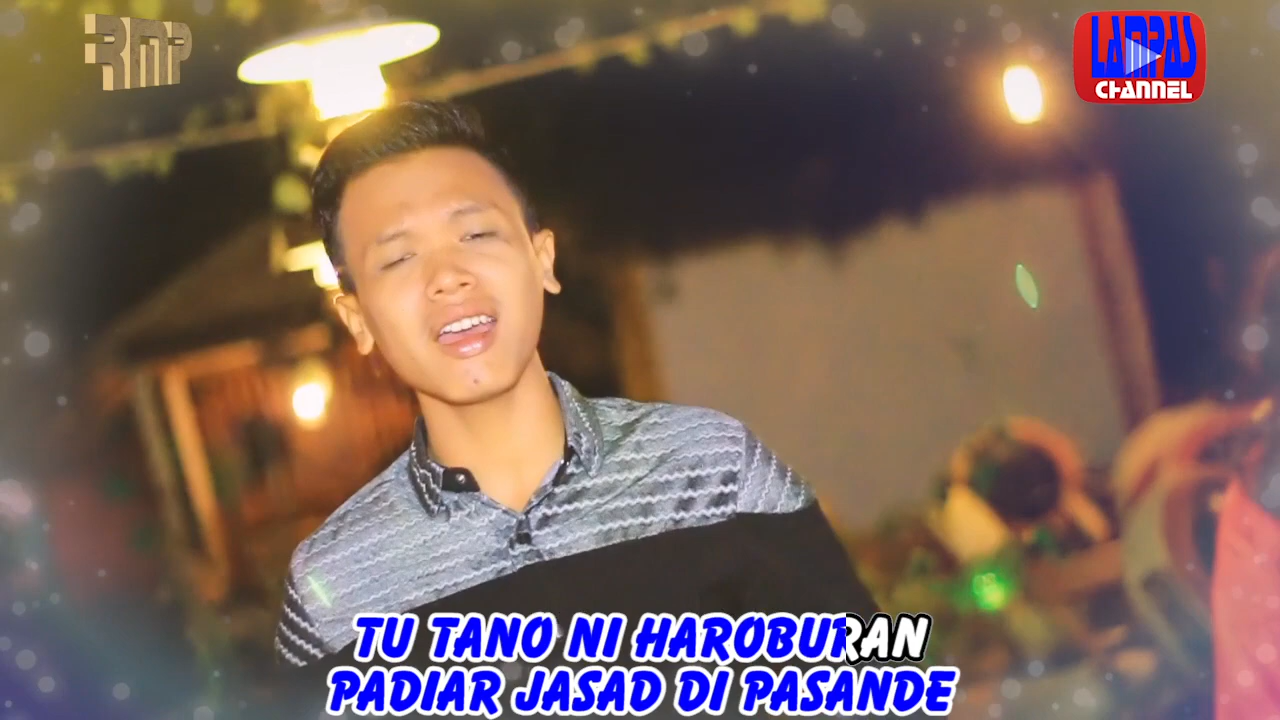 RMP
LAMPAS
CHANNEL
TU TANO NI HAROBURAN
PADIAR JASAD DI PASANDE